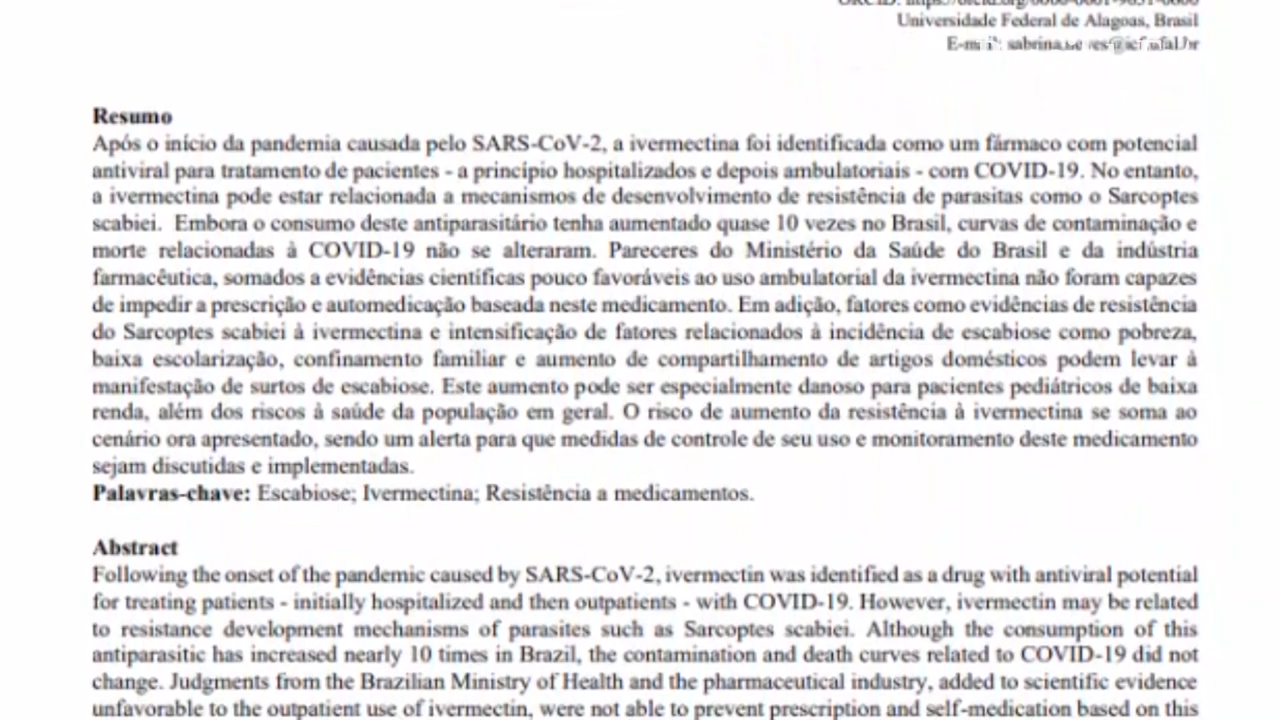 Universidade Federal de Alagoas, Brasil
Resumo
Após o início da pandemia causada pelo SARS-CoV-2, a ivermectina foi identificada como um fármaco com potencial
antiviral para tratamento de pacientes - a princípio hospitalizados e depois ambulatoriais - com COVID-19. No entanto,
a ivermectina pode estar relacionada a mecanismos de desenvolvimento de resistência de parasitas como o Sarcoptes
scabiei. Embora o consumo deste antiparasitário tenha aumentado quase 10 vezes no Brasil, curvas de contaminação e
morte relacionadas à COVID-19 não se alteraram. Pareceres do Ministério da Saúde do Brasil e da indústria
farmacêutica, somados a evidências científicas pouco favoráveis ao uso ambulatorial da ivermectina não foram capazes
de impedir a prescrição e automedicação baseada neste medicamento. Em adição, fatores como evidências de resistência
do Sarcoptes scabiei à ivermectina e intensificação de fatores relacionados à incidência de escabiose como pobreza,
baixa escolarização, confinamento familiar e aumento de compartilhamento de artigos domésticos podem levar à
manifestação de surtos de escabiose. Este aumento pode ser especialmente danoso para pacientes pediátricos de baixa
renda, além dos riscos à saúde da população em geral. O risco de aumento da resistência à ivermectina se soma ao
cenário ora apresentado, sendo um alerta para que medidas de controle de seu uso e monitoramento deste medicamento
sejam discutidas e implementadas.
Palavras-chave: Escabiose; Ivermectina; Resistência a medicamentos.
Abstract
Following the onset of the pandemic caused by SARS-CoV-2, ivermectin was identified as a drug with antiviral potential
for treating patients - initially hospitalized and then outpatients - with COVID-19. However, ivermectin may be related
to resistance development mechanisms of parasites such as Sarcoptes scabiei. Although the consumption of this
antiparasitic has increased nearly 10 times in Brazil, the contamination and death curves related to COVID-19 did not
change. Judgments from the Brazilian Ministry of Health and the pharmaceutical industry, added to scientific evidence
unfavorable to the outpatient use of ivermectin, were not able to prevent prescription and self-medication based on this